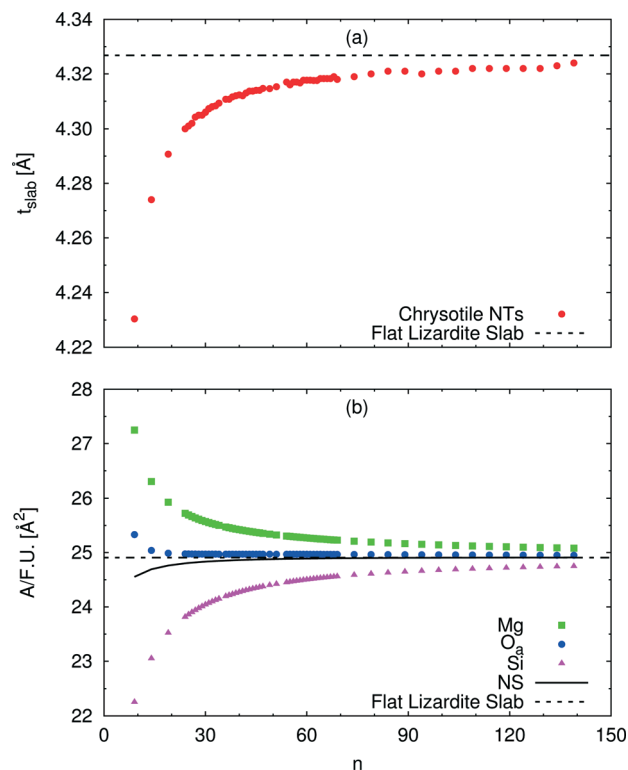 4.34
(a)
4.32
4.30
t_slab [Å]
4.28
4.26
4.24
Chrysotile NTs
Flat Lizardite Slab
4.22
28
(b)
27
26
A/F.U. [Å²]
25
24
Mg
O_a
Si
23
NS
Flat Lizardite Slab
22
0 30 60 90 120 150
n